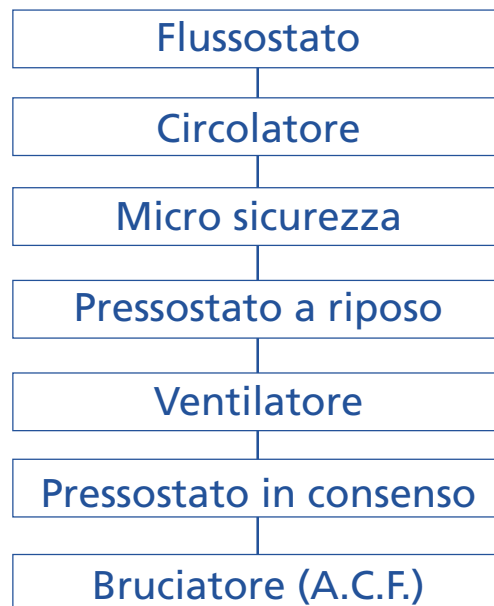 Flussostato
Circolatore
Micro sicurezza
Pressostato a riposo
Ventilatore
Pressostato in consenso
Bruciatore (A.C.F.)